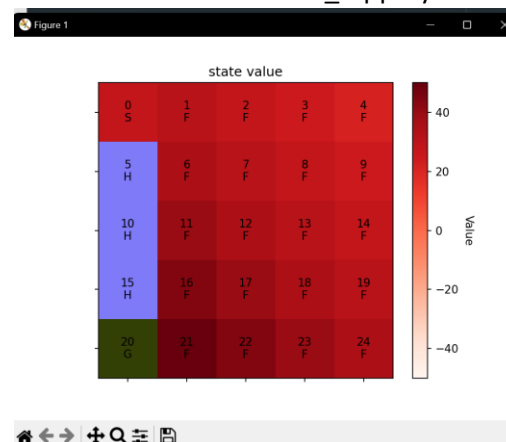 Figure 1
state value
0 1 2 3 4
S F F F F
5 6 7 8 9
H F F F F
10 11 12 13 14
H F F F F
15 16 17 18 19
H F F F F
20 21 22 23 24
G F F F F
40
20
0
−20
−40
Value